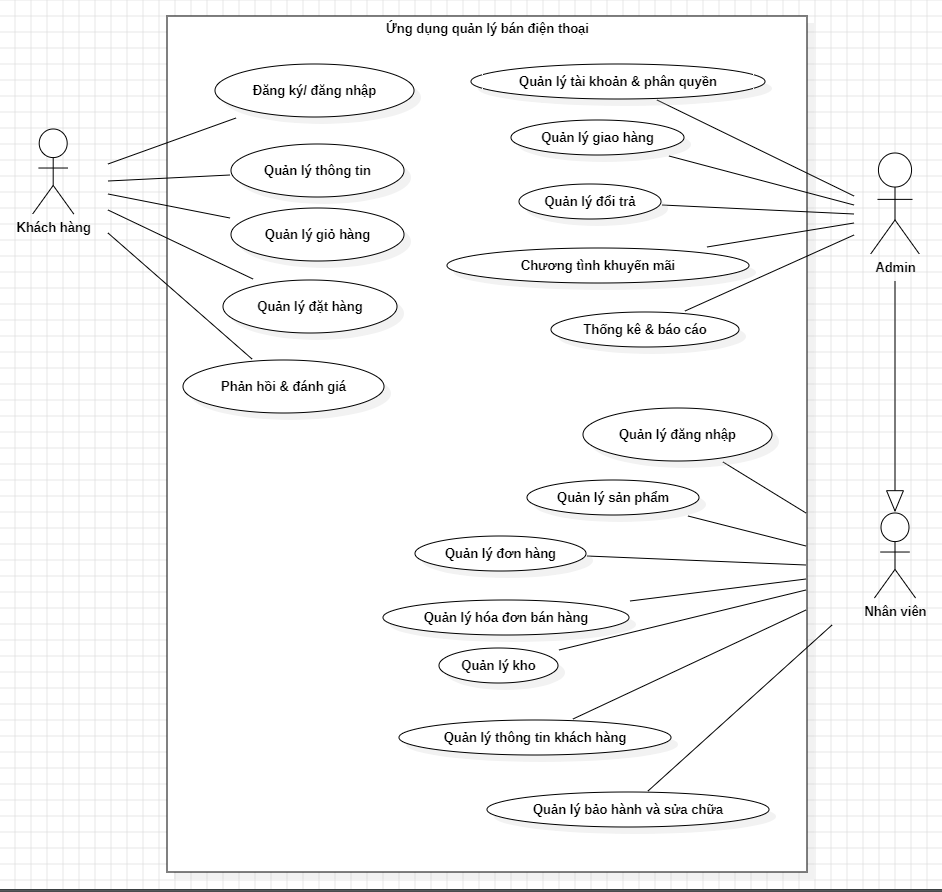 Ứng dụng quản lý bán điện thoại
Đăng ký/ đăng nhập
Quản lý thông tin
Quản lý giỏ hàng
Quản lý đặt hàng
Phản hồi & đánh giá
Khách hàng
Quản lý tài khoản & phân quyền
Quản lý giao hàng
Quản lý đổi trả
Chương tình khuyến mãi
Thống kê & báo cáo
Admin
Quản lý đăng nhập
Quản lý sản phẩm
Quản lý đơn hàng
Quản lý hóa đơn bán hàng
Quản lý kho
Quản lý thông tin khách hàng
Quản lý bảo hành và sửa chữa
Nhân viên